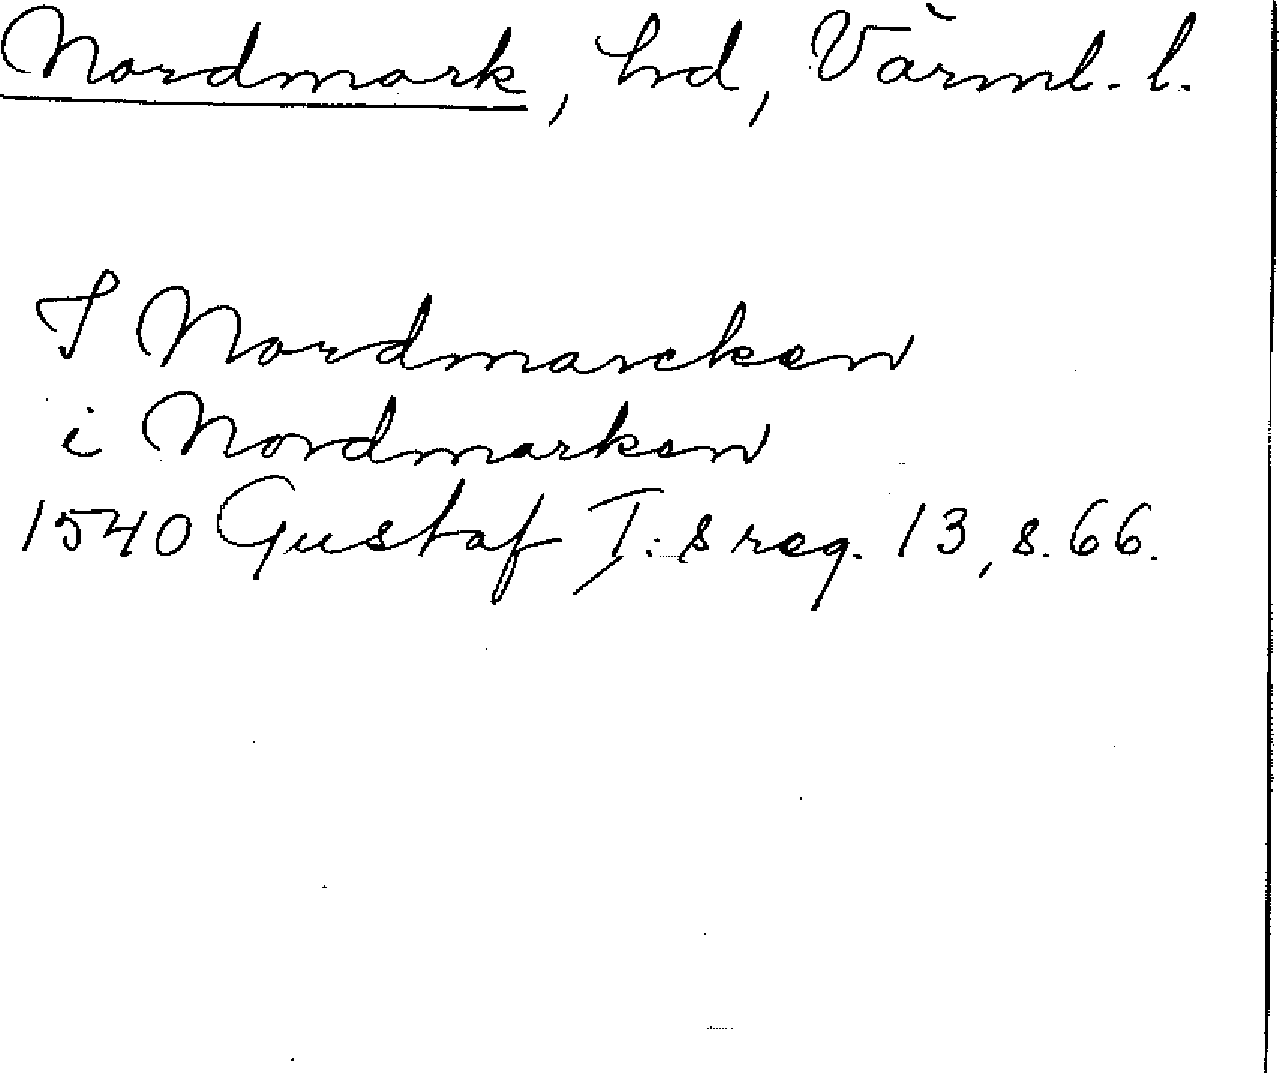 Nordmark, hd, Värml. l.
I Nordmarcken
i Nordmarken
1540 Gustaf I:s reg. 13, s. 66.